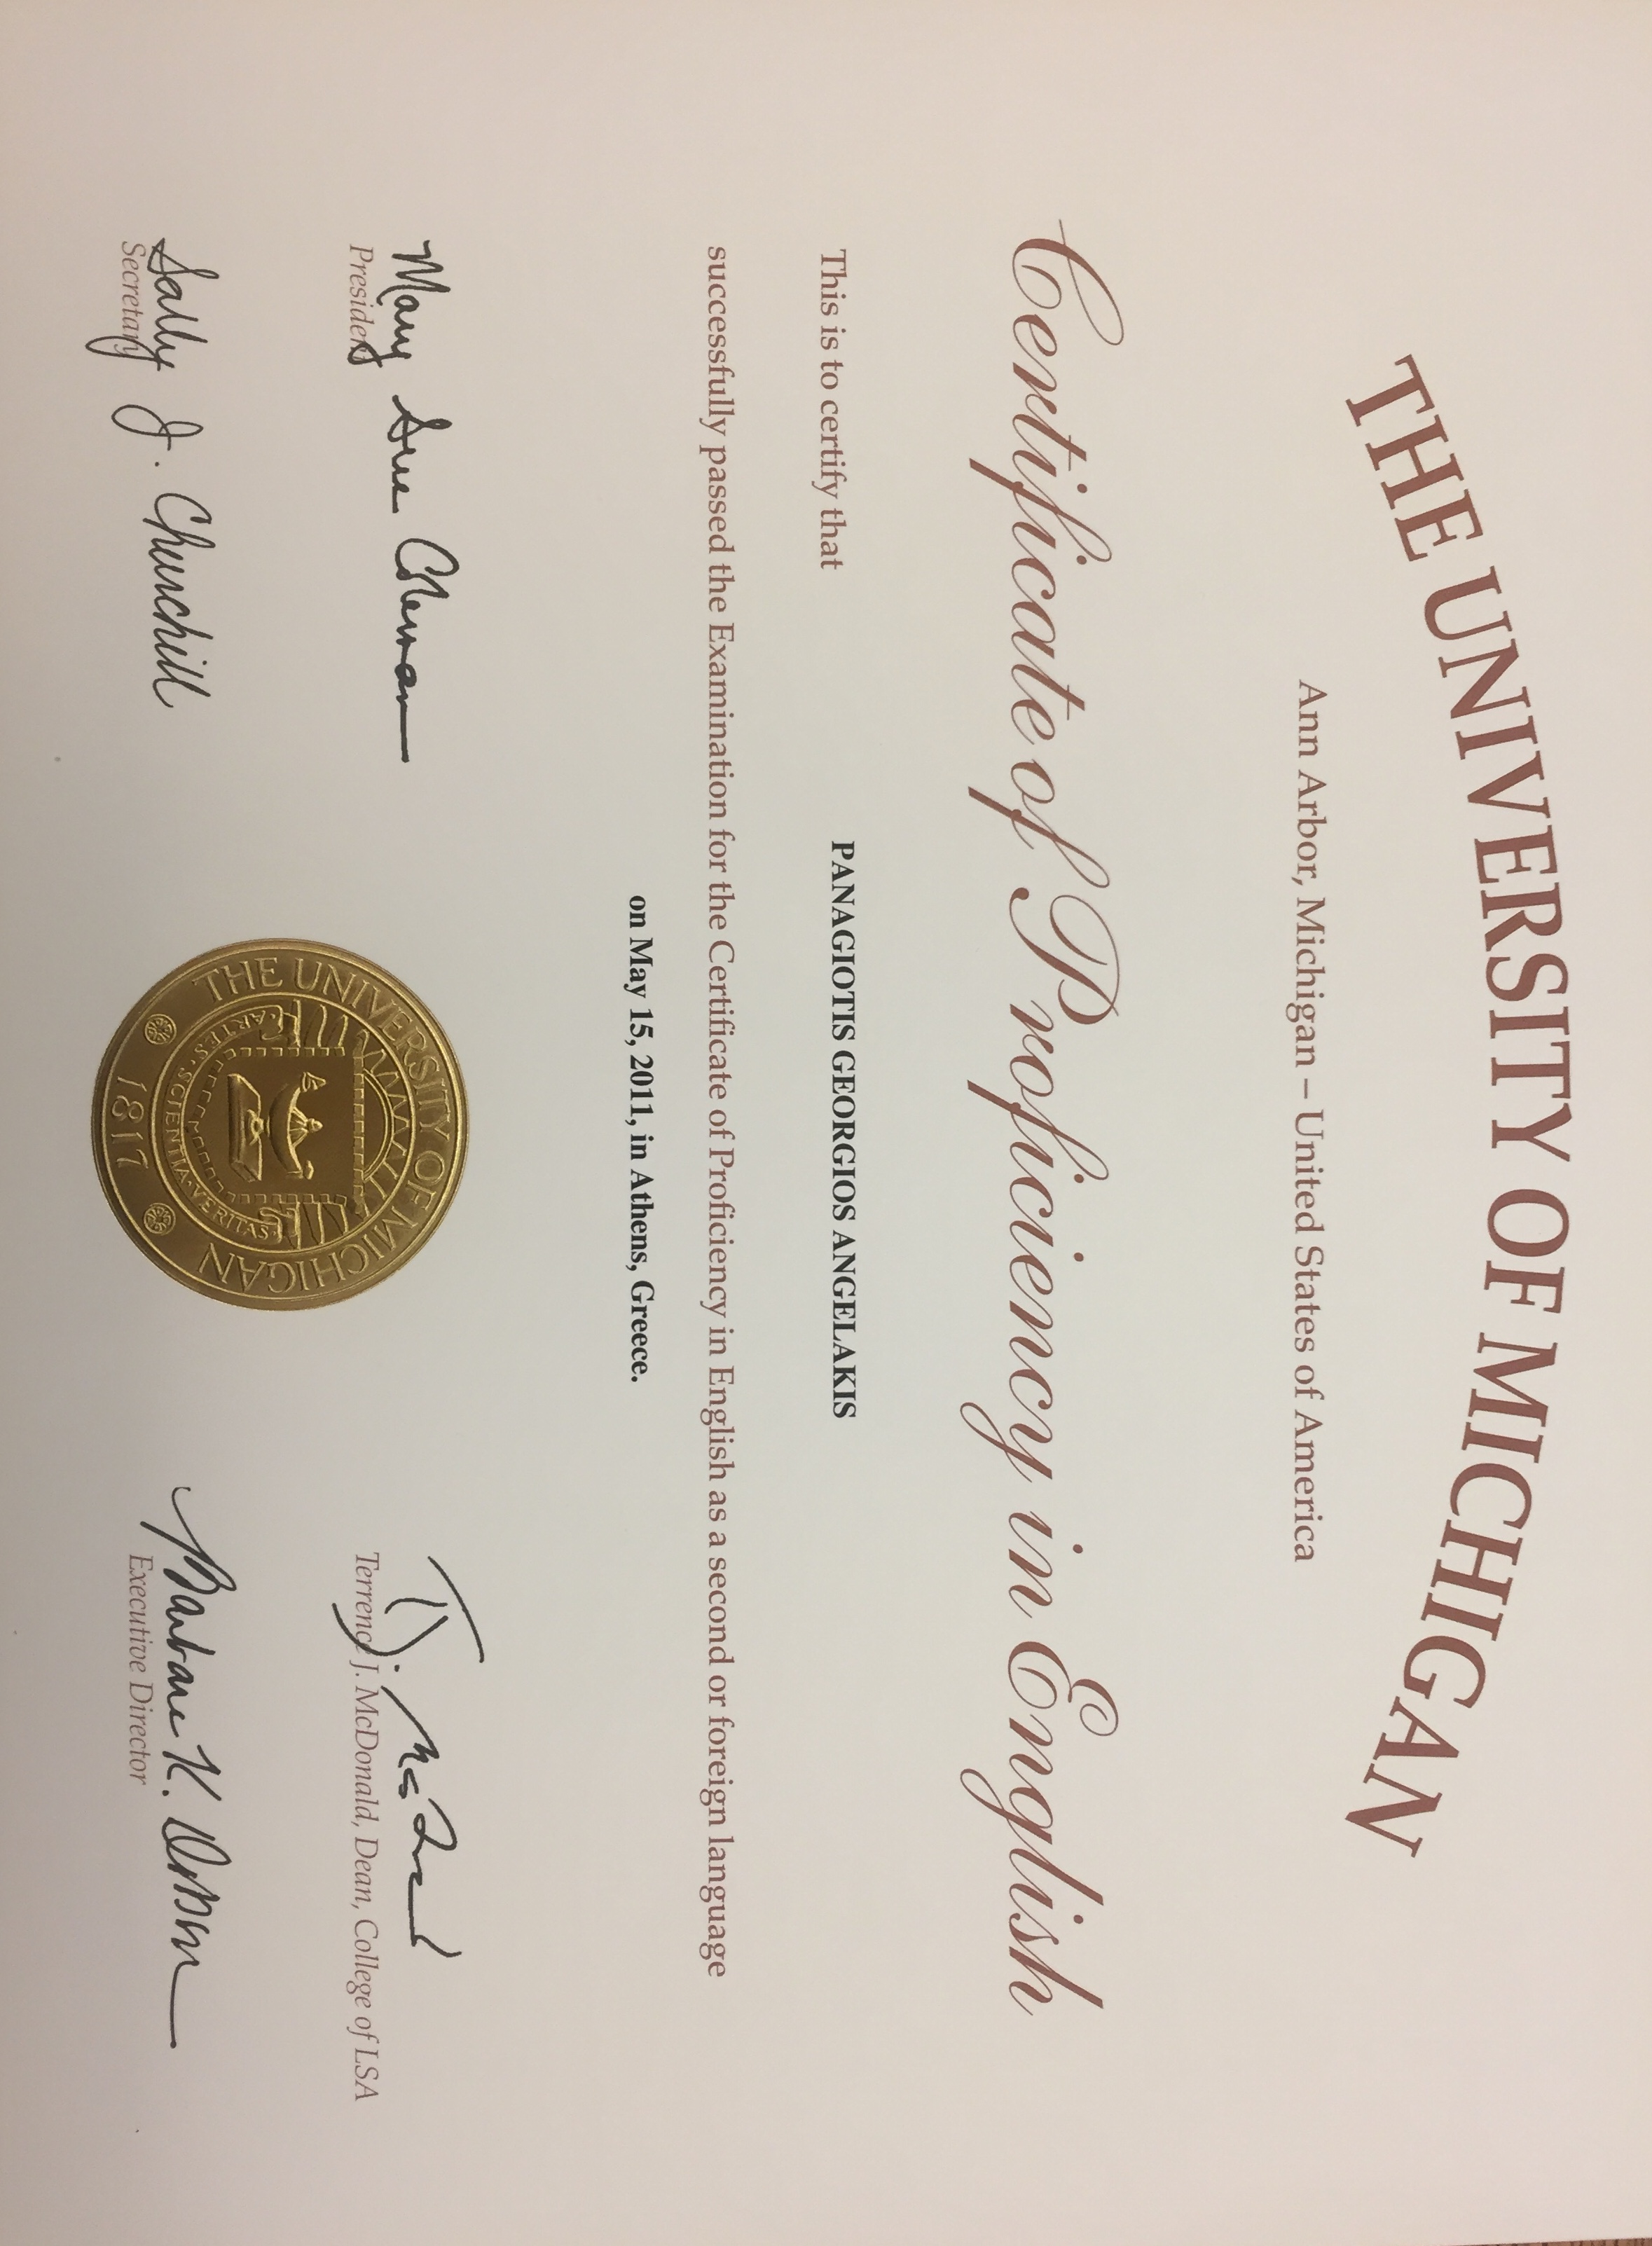 THE UNIVERSITY OF MICHIGAN
Ann Arbor, Michigan – United States of America
Certificate of Proficiency in English
This is to certify that
PANAGIOTIS GEORGIOS ANGELAKIS
successfully passed the Examination for the Certificate of Proficiency in English as a second or foreign language
on May 15, 2011, in Athens, Greece.
Mary Sue Coleman
President
Sally J. Churchill
Secretary
THE UNIVERSITY OF MICHIGAN
ARTES · SCIENTIA · VERITAS
1817
Terrence J. McDonald, Dean, College of LSA
Executive Director